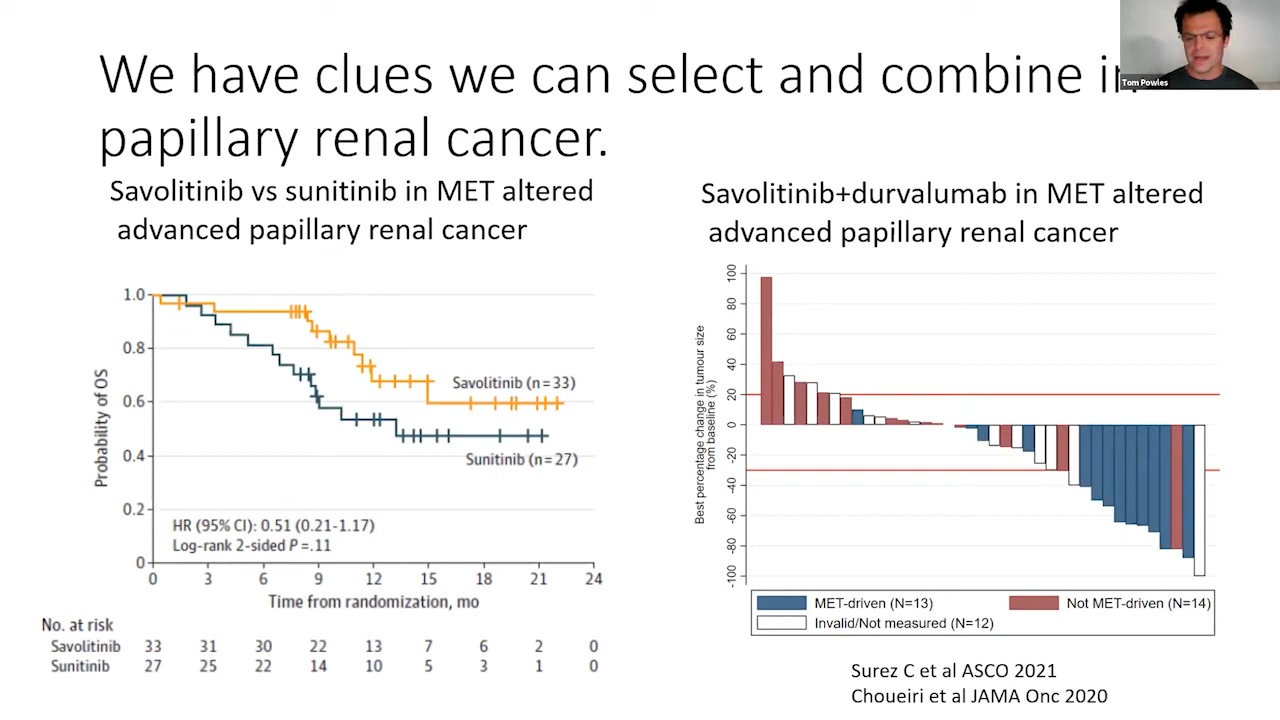 We have clues we can select and combine in
papillary renal cancer.
Tom Powles
Savolitinib vs sunitinib in MET altered
advanced papillary renal cancer
1.0
0.8
0.6
0.4
0.2
0
Probability of OS
Savolitinib (n=33)
Sunitinib (n=27)
HR (95% CI): 0.51 (0.21-1.17)
Log-rank 2-sided P=.11
0 3 6 9 12 15 18 21 24
Time from randomization, mo
No. at risk
Savolitinib 33 31 30 22 13 7 6 2 0
Sunitinib 27 25 22 14 10 5 3 1 0
Savolitinib+durvalumab in MET altered
advanced papillary renal cancer
Best percentage change in tumour size
from baseline (%)
100
80
60
40
20
0
-20
-40
-60
-80
-100
MET-driven (N=13) Not MET-driven (N=14)
Invalid/Not measured (N=12)
Surez C et al ASCO 2021
Choueiri et al JAMA Onc 2020